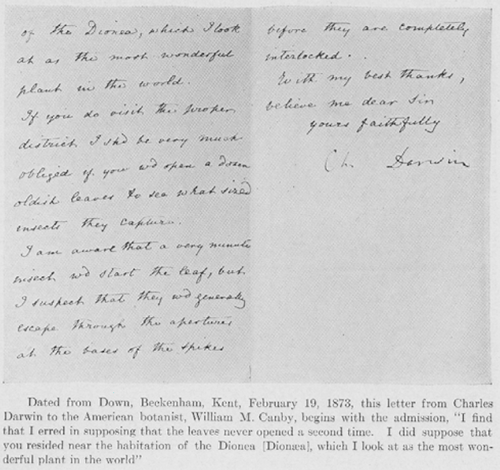 of the Dionea, which I look
at as the most wonderful
plant in the world.
If you do visit the proper
district I shd be very much
obliged if you wd open a dozen
oldish leaves to see what sized
insects they capture.
I am aware that a very minute
insect wd start the leaf, but
I suspect that they wd generally
escape through the apertures
at the bases of the spikes
before they are completely
interlocked.
With my best thanks,
believe me dear Sir
yours faithfully
Ch. Darwin
Dated from Down, Beckenham, Kent, February 19, 1873, this letter from Charles
Darwin to the American botanist, William M. Canby, begins with the admission, "I find
that I erred in supposing that the leaves never opened a second time. I did suppose that
you resided near the habitation of the Dionea [Dionæa], which I look at as the most won-
derful plant in the world"